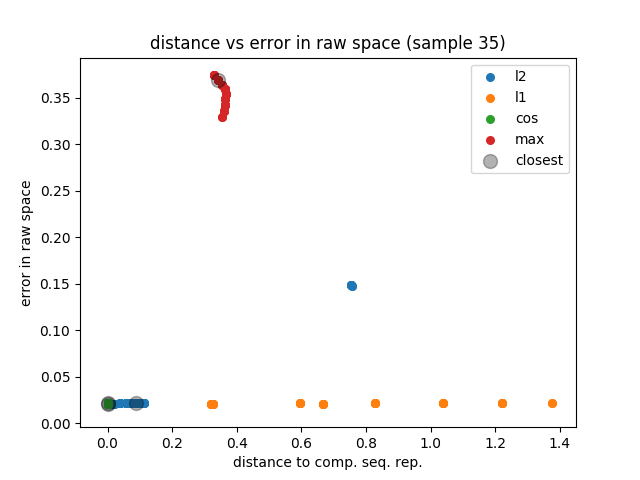 distance vs error in raw space (sample 35)
error in raw space
0.35
0.30
0.25
0.20
0.15
0.10
0.05
0.00
l2
l1
cos
max
closest
0.0 0.2 0.4 0.6 0.8 1.0 1.2 1.4
distance to comp. seq. rep.